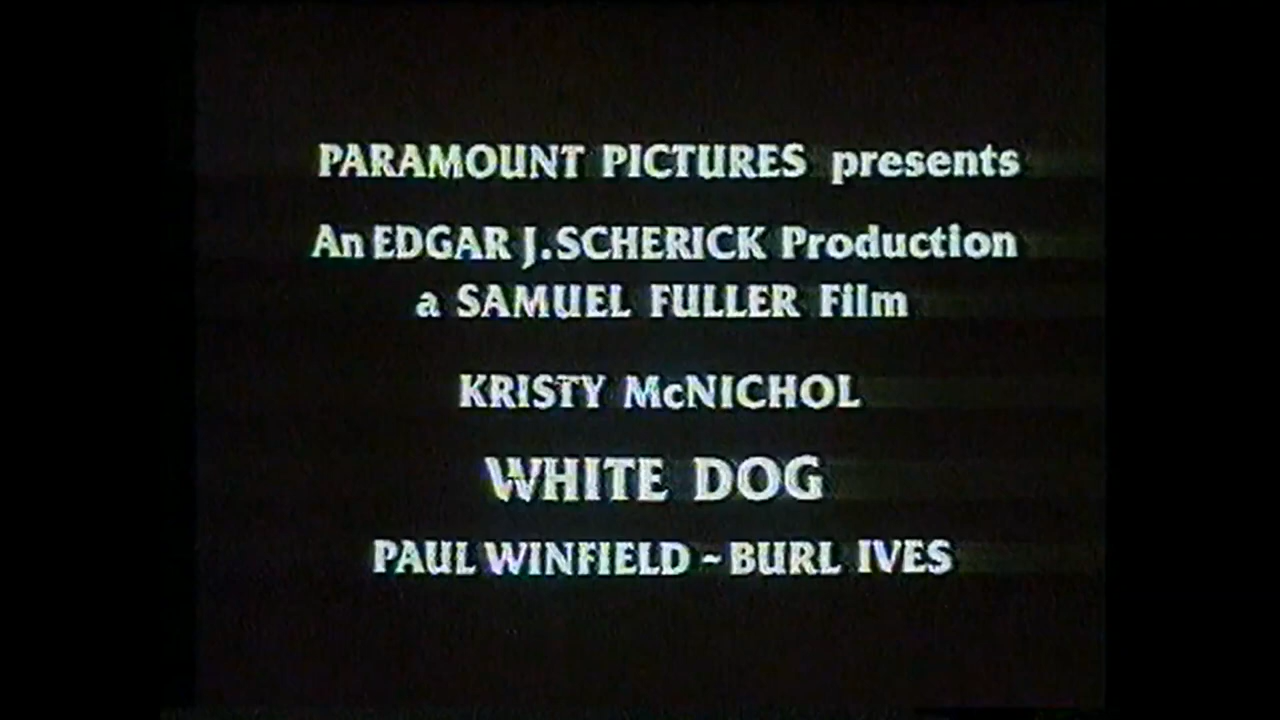 PARAMOUNT PICTURES presents
An EDGAR J. SCHERICK Production
a SAMUEL FULLER Film
KRISTY McNICHOL
WHITE DOG
PAUL WINFIELD ~ BURL IVES